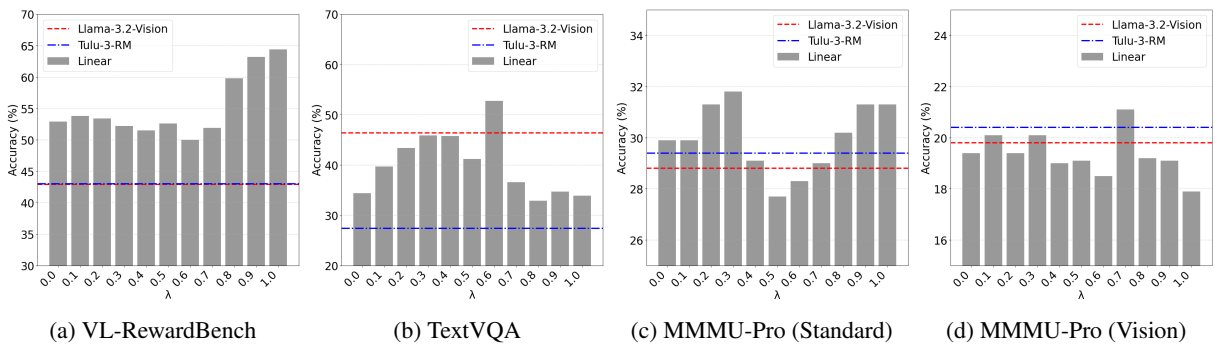 Llama-3.2-Vision
Tulu-3-RM
Linear
Accuracy (%)
70
65
60
55
50
45
40
35
30
0.0 0.1 0.2 0.3 0.4 0.5 0.6 0.7 0.8 0.9 1.0
λ
(a) VL-RewardBench
Llama-3.2-Vision
Tulu-3-RM
Linear
Accuracy (%)
70
60
50
40
30
20
0.0 0.1 0.2 0.3 0.4 0.5 0.6 0.7 0.8 0.9 1.0
λ
(b) TextVQA
Llama-3.2-Vision
Tulu-3-RM
Linear
Accuracy (%)
34
32
30
28
26
0.0 0.1 0.2 0.3 0.4 0.5 0.6 0.7 0.8 0.9 1.0
λ
(c) MMMU-Pro (Standard)
Llama-3.2-Vision
Tulu-3-RM
Linear
Accuracy (%)
24
22
20
18
16
0.0 0.1 0.2 0.3 0.4 0.5 0.6 0.7 0.8 0.9 1.0
λ
(d) MMMU-Pro (Vision)